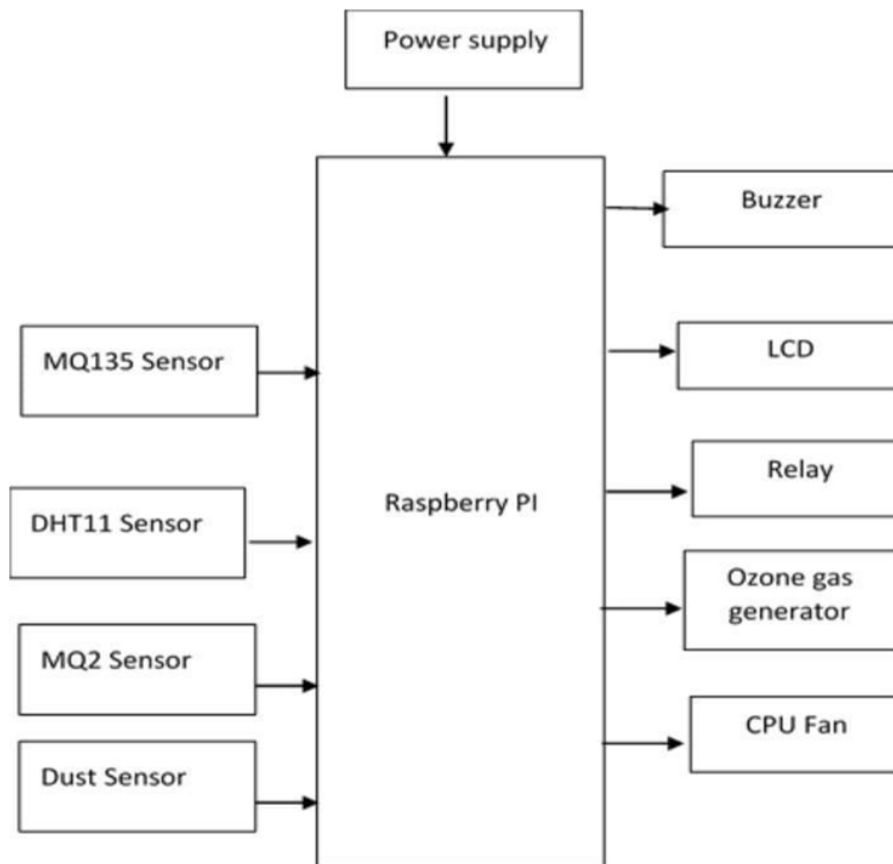 Power supply
Buzzer
LCD
MQ135 Sensor
Relay
Raspberry PI
DHT11 Sensor
Ozone gas
generator
MQ2 Sensor
CPU Fan
Dust Sensor